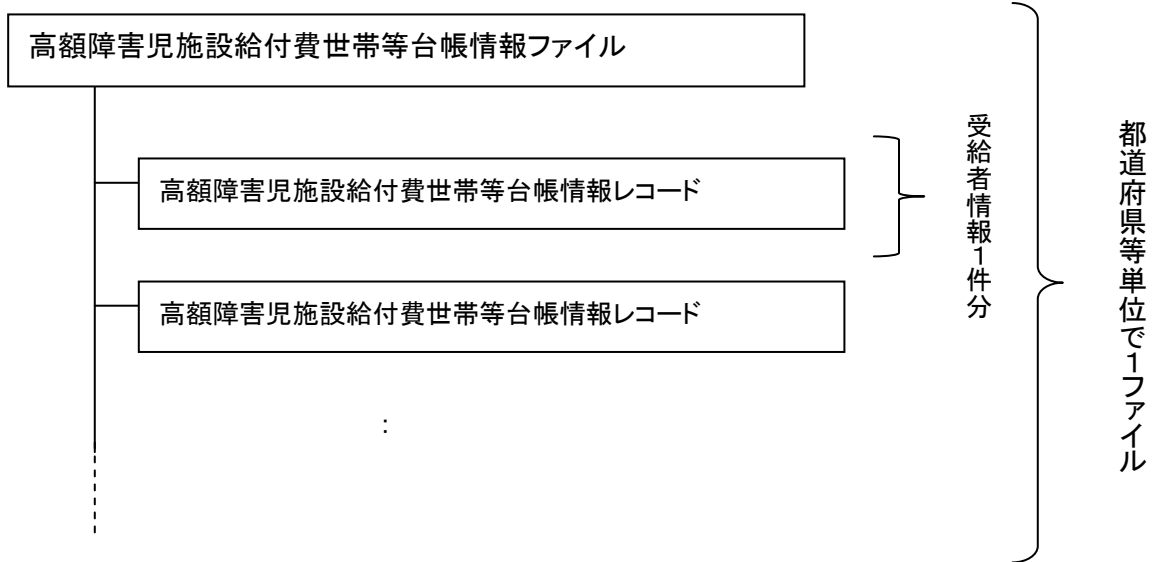 高額障害児施設給付費世帯等台帳情報ファイル
高額障害児施設給付費世帯等台帳情報レコード
受給者情報1件分
高額障害児施設給付費世帯等台帳情報レコード
:
都道府県等単位で1ファイル